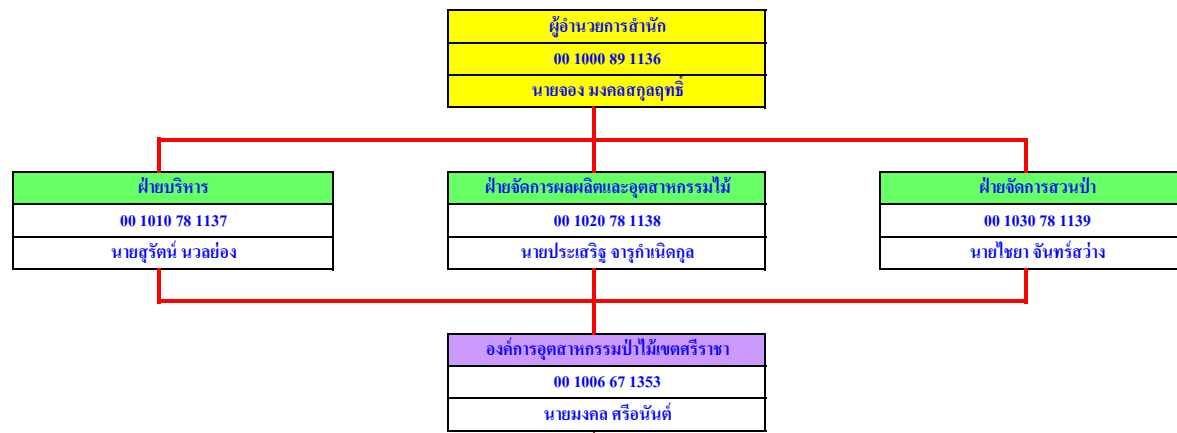 ผู้อำนวยการสำนัก
00 1000 89 1136
นายจอง มงคลสกุลฤทธิ์
ฝ่ายบริหาร
00 1010 78 1137
นายสุรัตน์ นวลย่อง
ฝ่ายจัดการผลผลิตและอุตสาหกรรมไม้
00 1020 78 1138
นายประเสริฐ จารุกำเนิดกุล
ฝ่ายจัดการสวนป่า
00 1030 78 1139
นายไชยา จันทร์สว่าง
องค์การอุตสาหกรรมป่าไม้เขตศรีราชา
00 1006 67 1353
นายมงคล ศรีอนันต์